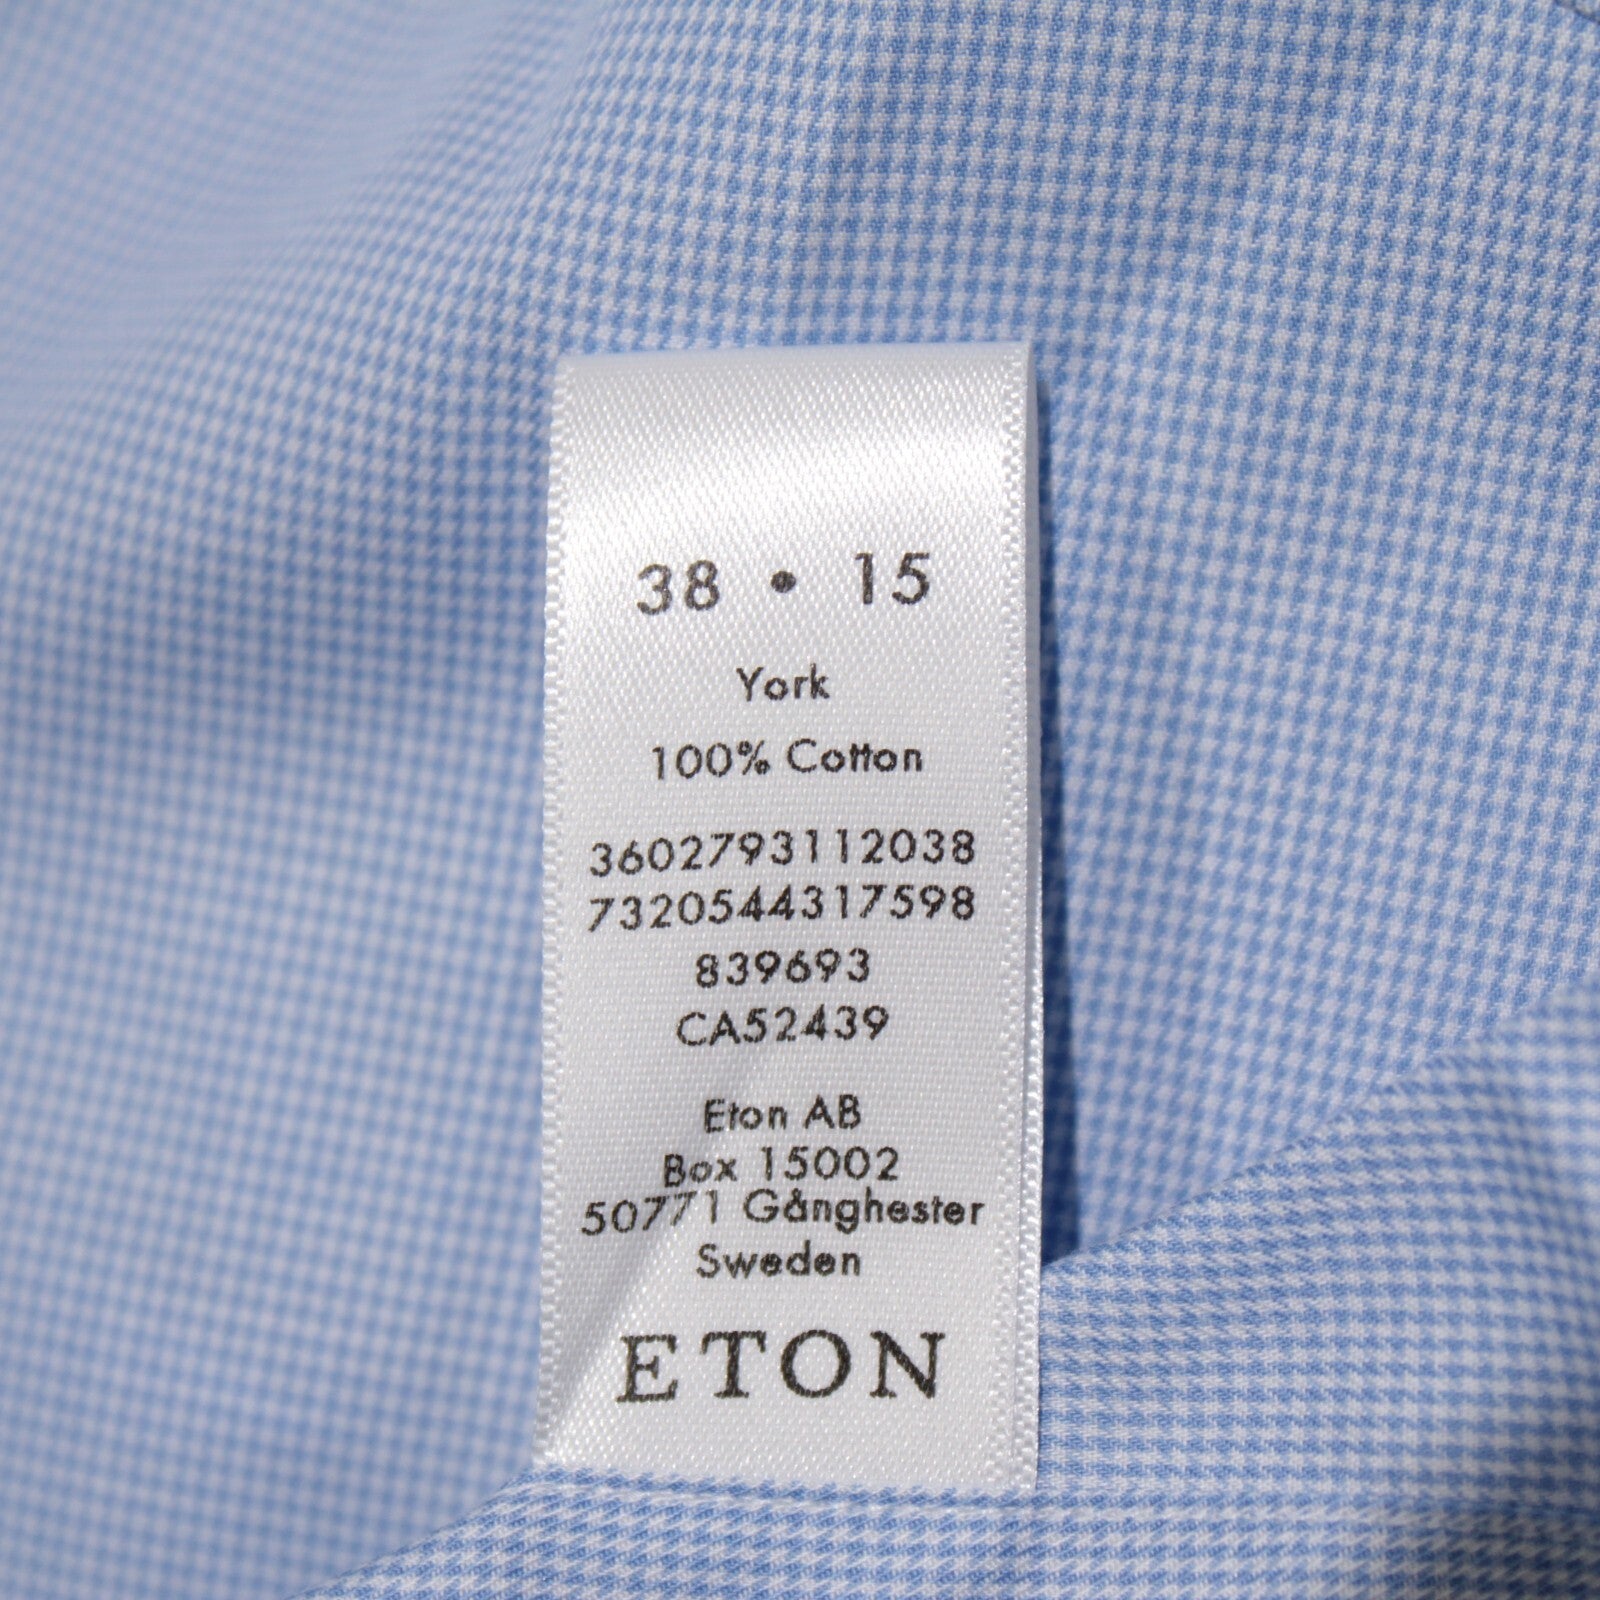 38 • 15
York
100% Cotton
3602793112038
7320544317598
839693
CA52439
Eton AB
Box 15002
50771 Gånghester
Sweden
ETON